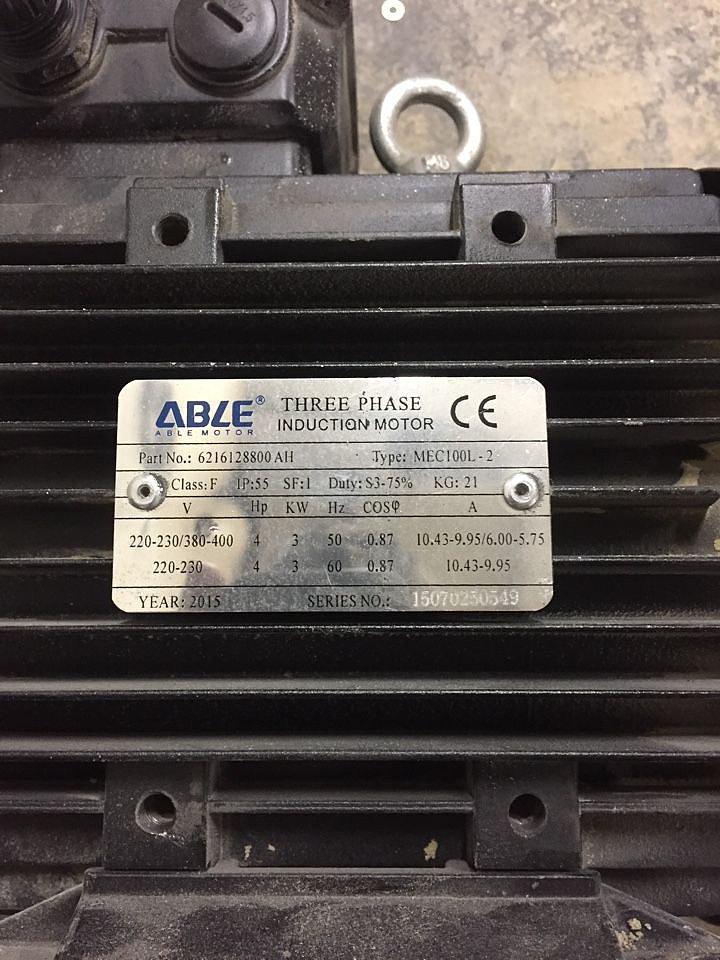 ABLE® THREE PHASE CE
ABLE MOTOR INDUCTION MOTOR
Part No.: 6216128800AH Type: MEC100L-2
Class: F IP:55 SF:1 Duty: S3-75% KG: 21
V Hp KW Hz COSφ A
220-230/380-400 4 3 50 0.87 10.43-9.95/6.00-5.75
220-230 4 3 60 0.87 10.43-9.95
YEAR: 2015 SERIES NO.: 15070250549